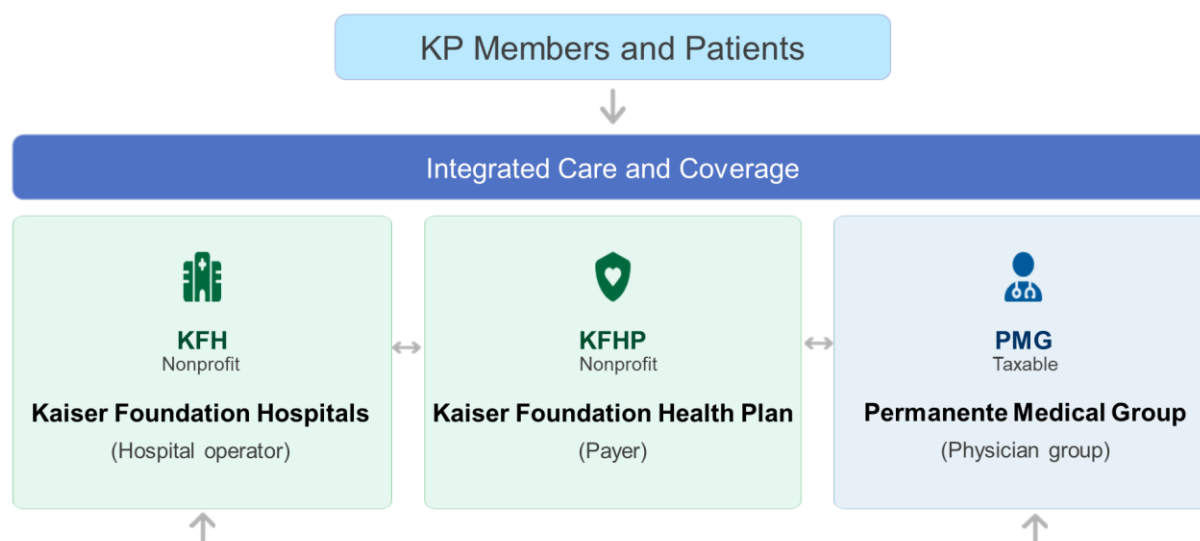 KP Members and Patients
Integrated Care and Coverage
KFH
Nonprofit
Kaiser Foundation Hospitals
(Hospital operator)
KFHP
Nonprofit
Kaiser Foundation Health Plan
(Payer)
PMG
Taxable
Permanente Medical Group
(Physician group)